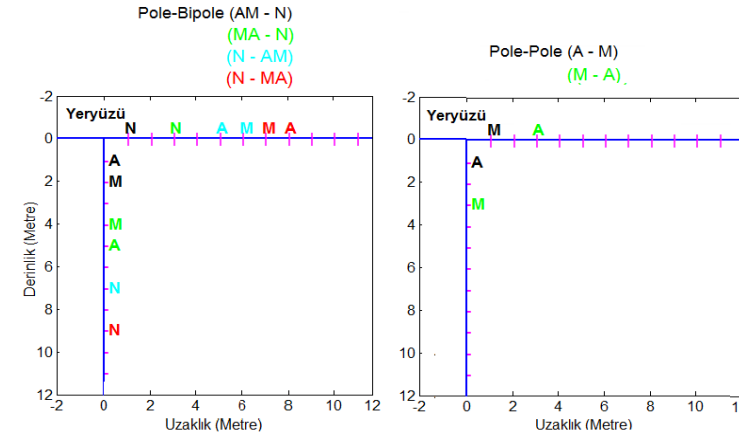 Pole-Bipole (AM - N)
(MA - N)
(N - AM)
(N - MA)
-2
Yeryüzü
N N A M M A
0
A
2 M
4 M
A
6
N
8
N
10
12
-2 0 2 4 6 8 10 12
Derinlik (Metre)
Uzaklık (Metre)
Pole-Pole (A - M)
(M - A)
-2
Yeryüzü
M A
0
A
2
M
4
6
8
10
12
-2 0 2 4 6 8 10 12
Uzaklık (Metre)